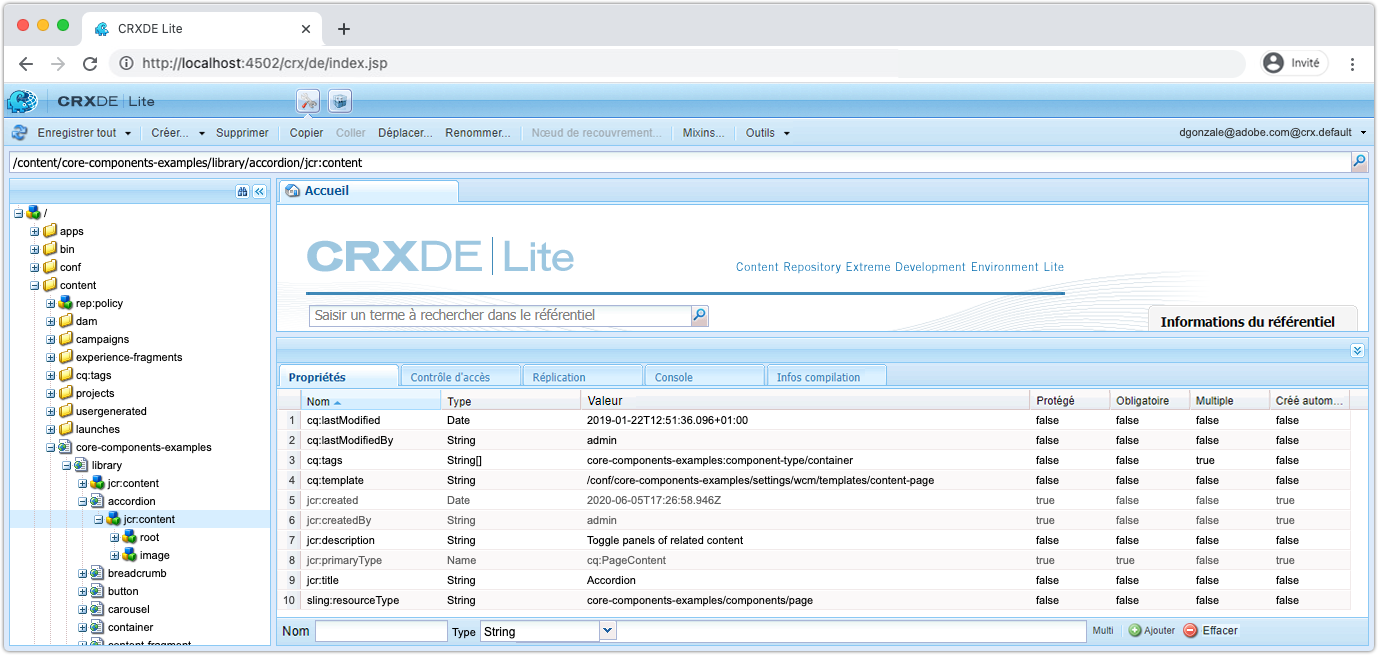 CRXDE Lite
http://localhost:4502/crx/de/index.jsp
Invité
CRXDE | Lite
Enregistrer tout Créer... Supprimer Copier Coller Déplacer... Renommer... Nœud de recouvrement... Mixins... Outils dgonzale@adobe.com@crx.default
/content/core-components-examples/library/accordion/jcr:content
/
apps
bin
conf
content
rep:policy
dam
campaigns
experience-fragments
cq:tags
projects
usergenerated
launches
core-components-examples
library
jcr:content
accordion
jcr:content
root
image
breadcrumb
button
carousel
container
content-fragment
Accueil
CRXDE | Lite
Content Repository Extreme Development Environment Lite
Saisir un terme à rechercher dans le référentiel
Informations du référentiel
Propriétés Contrôle d'accès Réplication Console Infos compilation
Nom Type Valeur Protégé Obligatoire Multiple Créé autom...
1 cq:lastModified Date 2019-01-22T12:51:36.096+01:00 false false false false
2 cq:lastModifiedBy String admin false false false false
3 cq:tags String[] core-components-examples:component-type/container false false true false
4 cq:template String /conf/core-components-examples/settings/wcm/templates/content-page false false false false
5 jcr:created Date 2020-06-05T17:26:58.946Z true false false true
6 jcr:createdBy String admin true false false true
7 jcr:description String Toggle panels of related content false false false false
8 jcr:primaryType Name cq:PageContent true true false true
9 jcr:title String Accordion false false false false
10 sling:resourceType String core-components-examples/components/page false false false false
Nom Type String Multi Ajouter Effacer